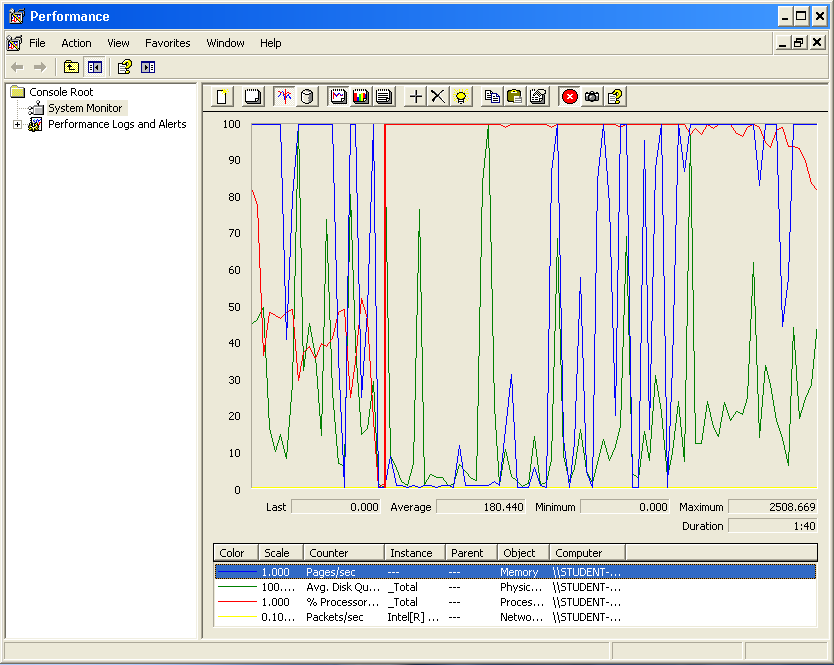 Performance
File Action View Favorites Window Help
Console Root
System Monitor
Performance Logs and Alerts
100
90
80
70
60
50
40
30
20
10
0
Last 0.000 Average 180.440 Minimum 0.000 Maximum 2508.669
Duration 1:40
Color Scale Counter Instance Parent Object Computer
1.000 Pages/sec --- --- Memory \\STUDENT-...
100.... Avg. Disk Qu... _Total --- Physic... \\STUDENT-...
1.000 % Processor... _Total --- Proces... \\STUDENT-...
0.10... Packets/sec Intel[R] ... --- Netwo... \\STUDENT-...